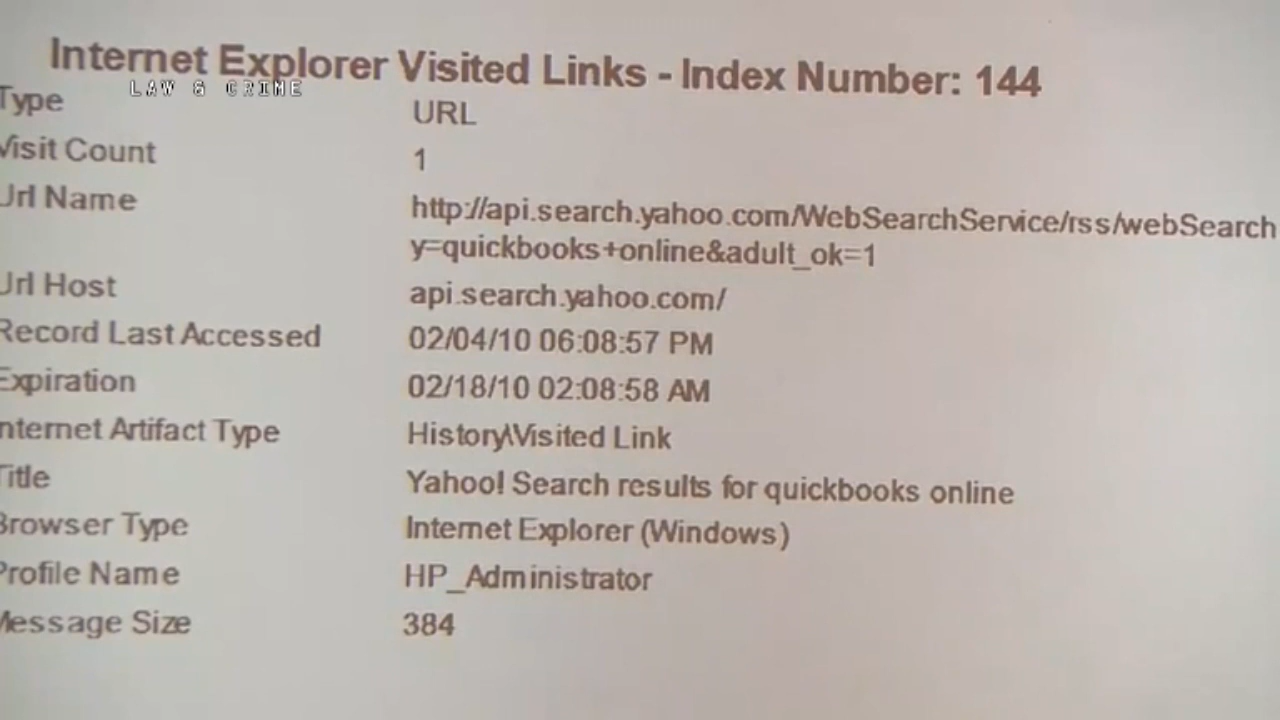 Internet Explorer Visited Links - Index Number: 144
LAW & CRIME
Type URL
Visit Count 1
Url Name http://api.search.yahoo.com/WebSearchService/rss/webSearch
y=quickbooks+online&adult_ok=1
Url Host api.search.yahoo.com/
Record Last Accessed 02/04/10 06:08:57 PM
Expiration 02/18/10 02:08:58 AM
Internet Artifact Type History\Visited Link
Title Yahoo! Search results for quickbooks online
Browser Type Internet Explorer (Windows)
Profile Name HP_Administrator
Message Size 384